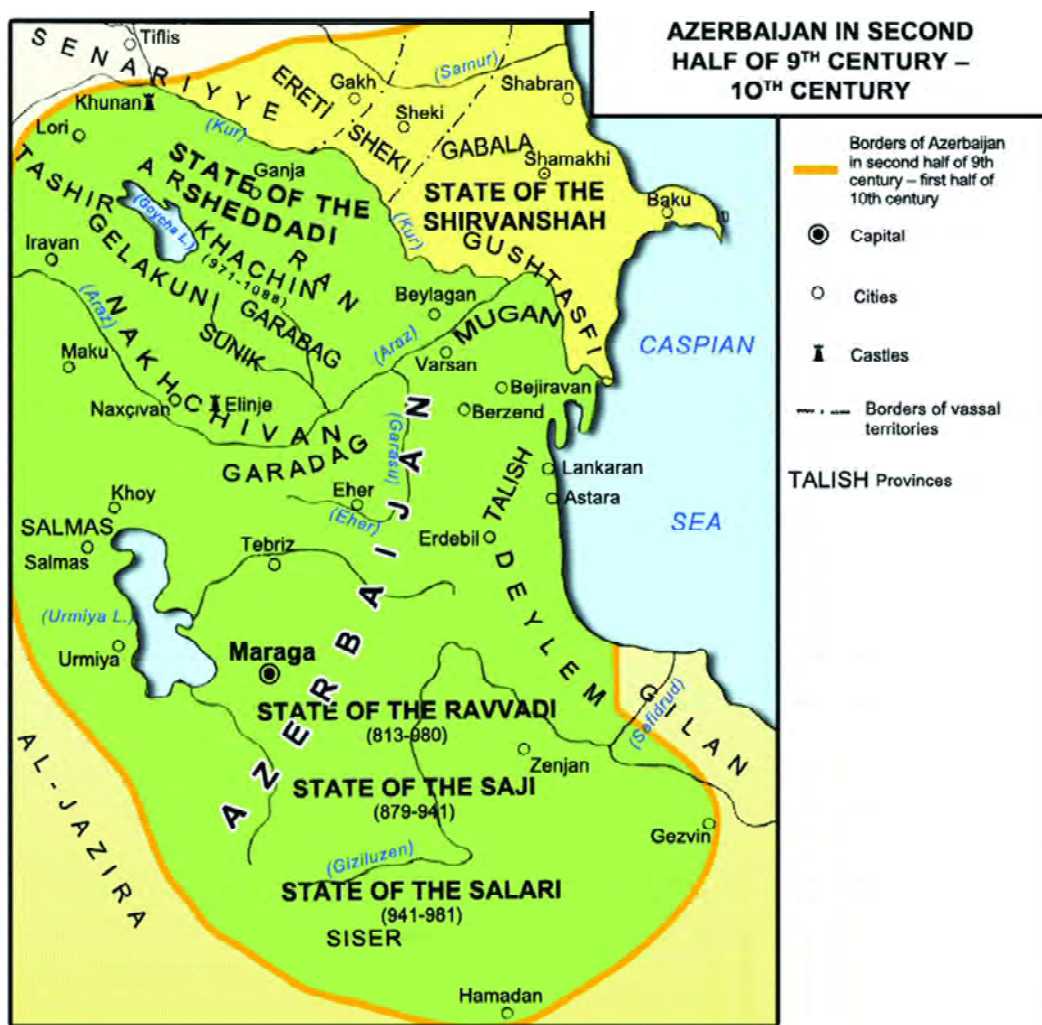 AZERBAIJAN IN SECOND
HALF OF 9TH CENTURY –
10TH CENTURY
Borders of Azerbaijan
in second half of 9th
century – first half of
10th century
Capital
Cities
Castles
Borders of vassal
territories
TALISH Provinces
SENARIYYE
Tiflis
Khunan
Lori
(Kur)
ERETI
Gakh
(Samur)
Shabran
Sheki
SHEKI
GABALA
Shamakhi
STATE OF THE
SHIRVANSHAH
Baku
GUSHTASFI
(Kur)
TASHIR
STATE OF THE
SHEDDADI
Ganja
ARRAN
(Goycha L.)
KHACHIN
(971-1088)
Iravan
GELAKUNI
GARABAG
SUNIK
Beylagan
(Araz)
MUGAN
Varsan
(Araz)
Maku
NAKHCHIVAN
Naxçıvan
Elinje
Bejiravan
Berzend
GARADAG
(Garasu)
CASPIAN
SEA
TALISH
Lankaran
Astara
Khoy
Eher
(Eher)
SALMAS
Salmas
Tebriz
Erdebil
DEYLEM
(Urmiya L.)
Urmiya
Maraga
AZERBAIJAN
STATE OF THE RAVVADI
(813-980)
GILAN
(Sefidrud)
Zenjan
AL-JAZIRA
STATE OF THE SAJI
(879-941)
Gezvin
(Giziluzen)
STATE OF THE SALARI
(941-981)
SISER
Hamadan